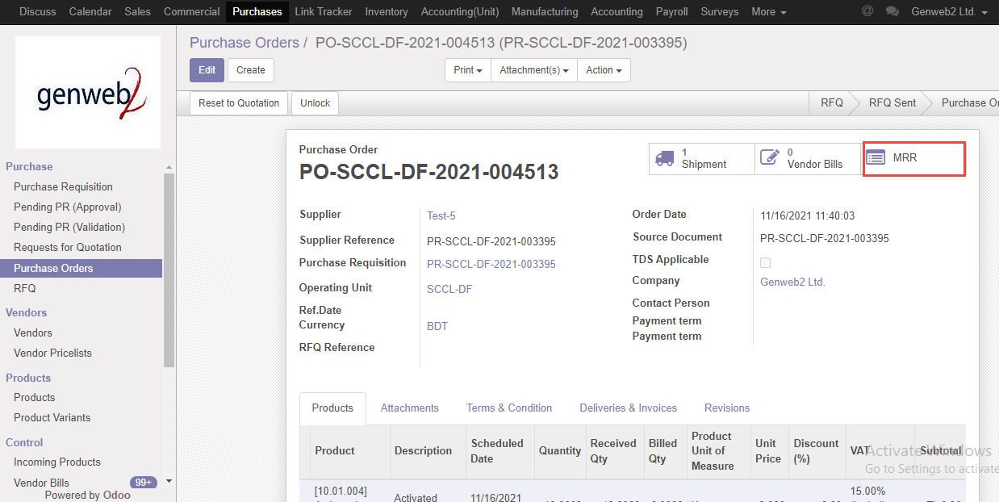 Discuss Calendar Sales Commercial Purchases Link Tracker Inventory Accounting(Unit) Manufacturing Accounting Payroll Surveys More @ Genweb2 Ltd.
genweb2
Purchase Orders / PO-SCCL-DF-2021-004513 (PR-SCCL-DF-2021-003395)
Edit Create Print Attachment(s) Action
Reset to Quotation Unlock RFQ RFQ Sent Purchase Or
Purchase
Purchase Requisition
Pending PR (Approval)
Pending PR (Validation)
Requests for Quotation
Purchase Orders
RFQ
Vendors
Vendors
Vendor Pricelists
Products
Products
Product Variants
Control
Incoming Products
Vendor Bills 99+
Powered by Odoo
Purchase Order
PO-SCCL-DF-2021-004513
1
Shipment
0
Vendor Bills
MRR
Supplier Test-5
Supplier Reference PR-SCCL-DF-2021-003395
Purchase Requisition PR-SCCL-DF-2021-003395
Operating Unit SCCL-DF
Ref.Date
Currency BDT
RFQ Reference
Order Date 11/16/2021 11:40:03
Source Document PR-SCCL-DF-2021-003395
TDS Applicable
Company Genweb2 Ltd.
Contact Person
Payment term
Payment term
Products Attachments Terms & Condition Deliveries & Invoices Revisions
Product Description Scheduled Date Quantity Received Qty Billed Qty Product Unit of Measure Unit Price Discount (%) VAT Subtotal
Activate Windows
Go to Settings to activate
[10.01.004] Activated 11/16/2021 15.00%